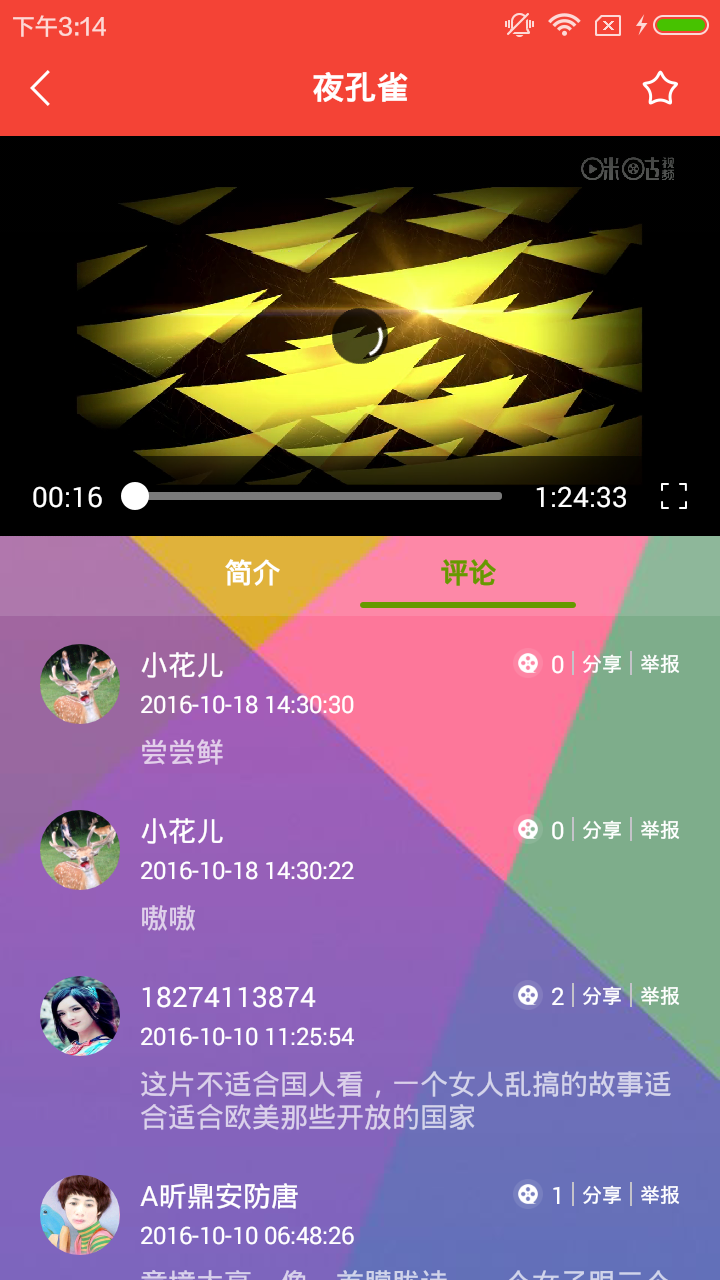 下午3:14
夜孔雀
咪咕视频
00:16
1:24:33
简介
评论
小花儿
0 分享 举报
2016-10-18 14:30:30
尝尝鲜
小花儿
0 分享 举报
2016-10-18 14:30:22
嗷嗷
18274113874
2 分享 举报
2016-10-10 11:25:54
这片不适合国人看，一个女人乱搞的故事适
合适合欧美那些开放的国家
A昕鼎安防唐
1 分享 举报
2016-10-10 06:48:26